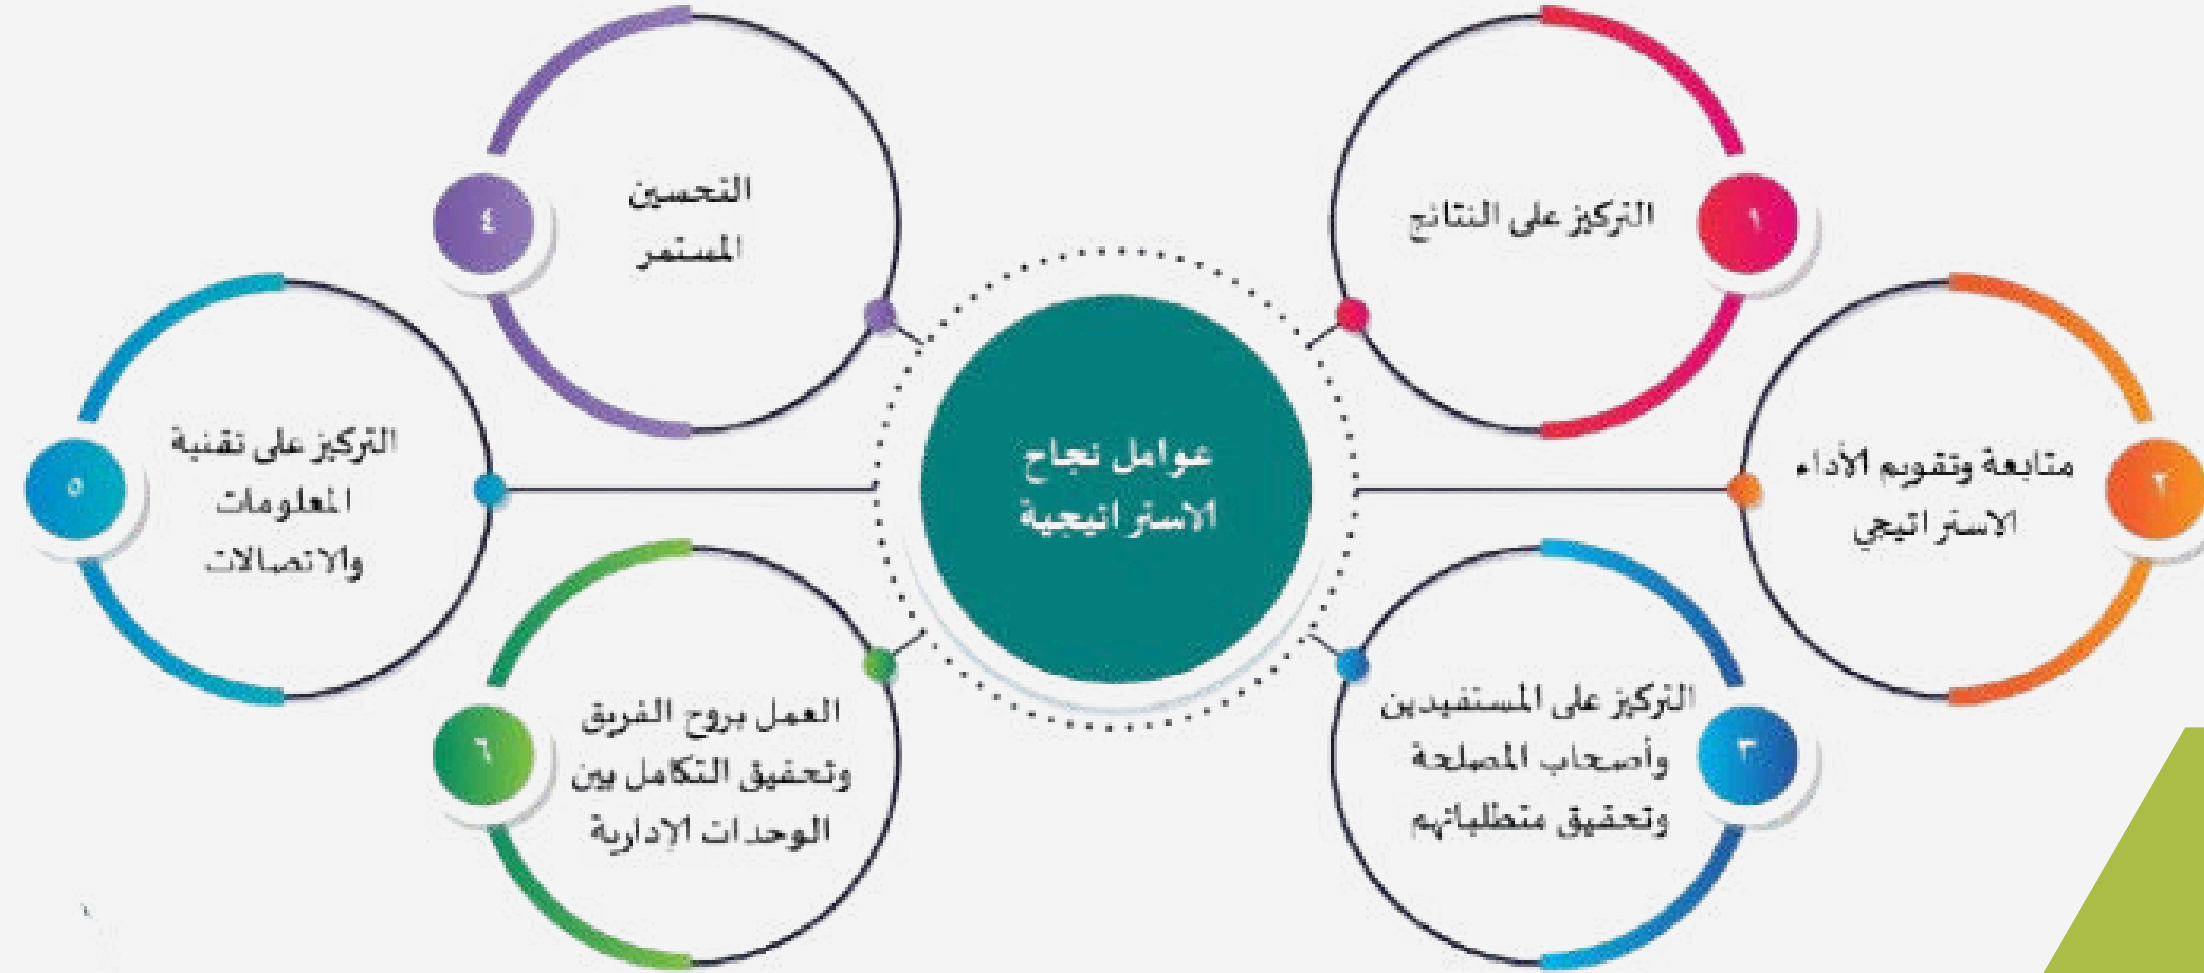 عوامل نجاح
الاستراتيجية
١
التركيز على النتائج
٢
متابعة وتقويم الأداء
الاستراتيجي
٣
التركيز على المستفيدين
وأصحاب المصلحة
وتحقيق متطلباتهم
٤
التحسين
المستمر
٥
التركيز على تقنية
المعلومات
والاتصالات
٦
العمل بروح الفريق
وتحقيق التكامل بين
الوحدات الإدارية